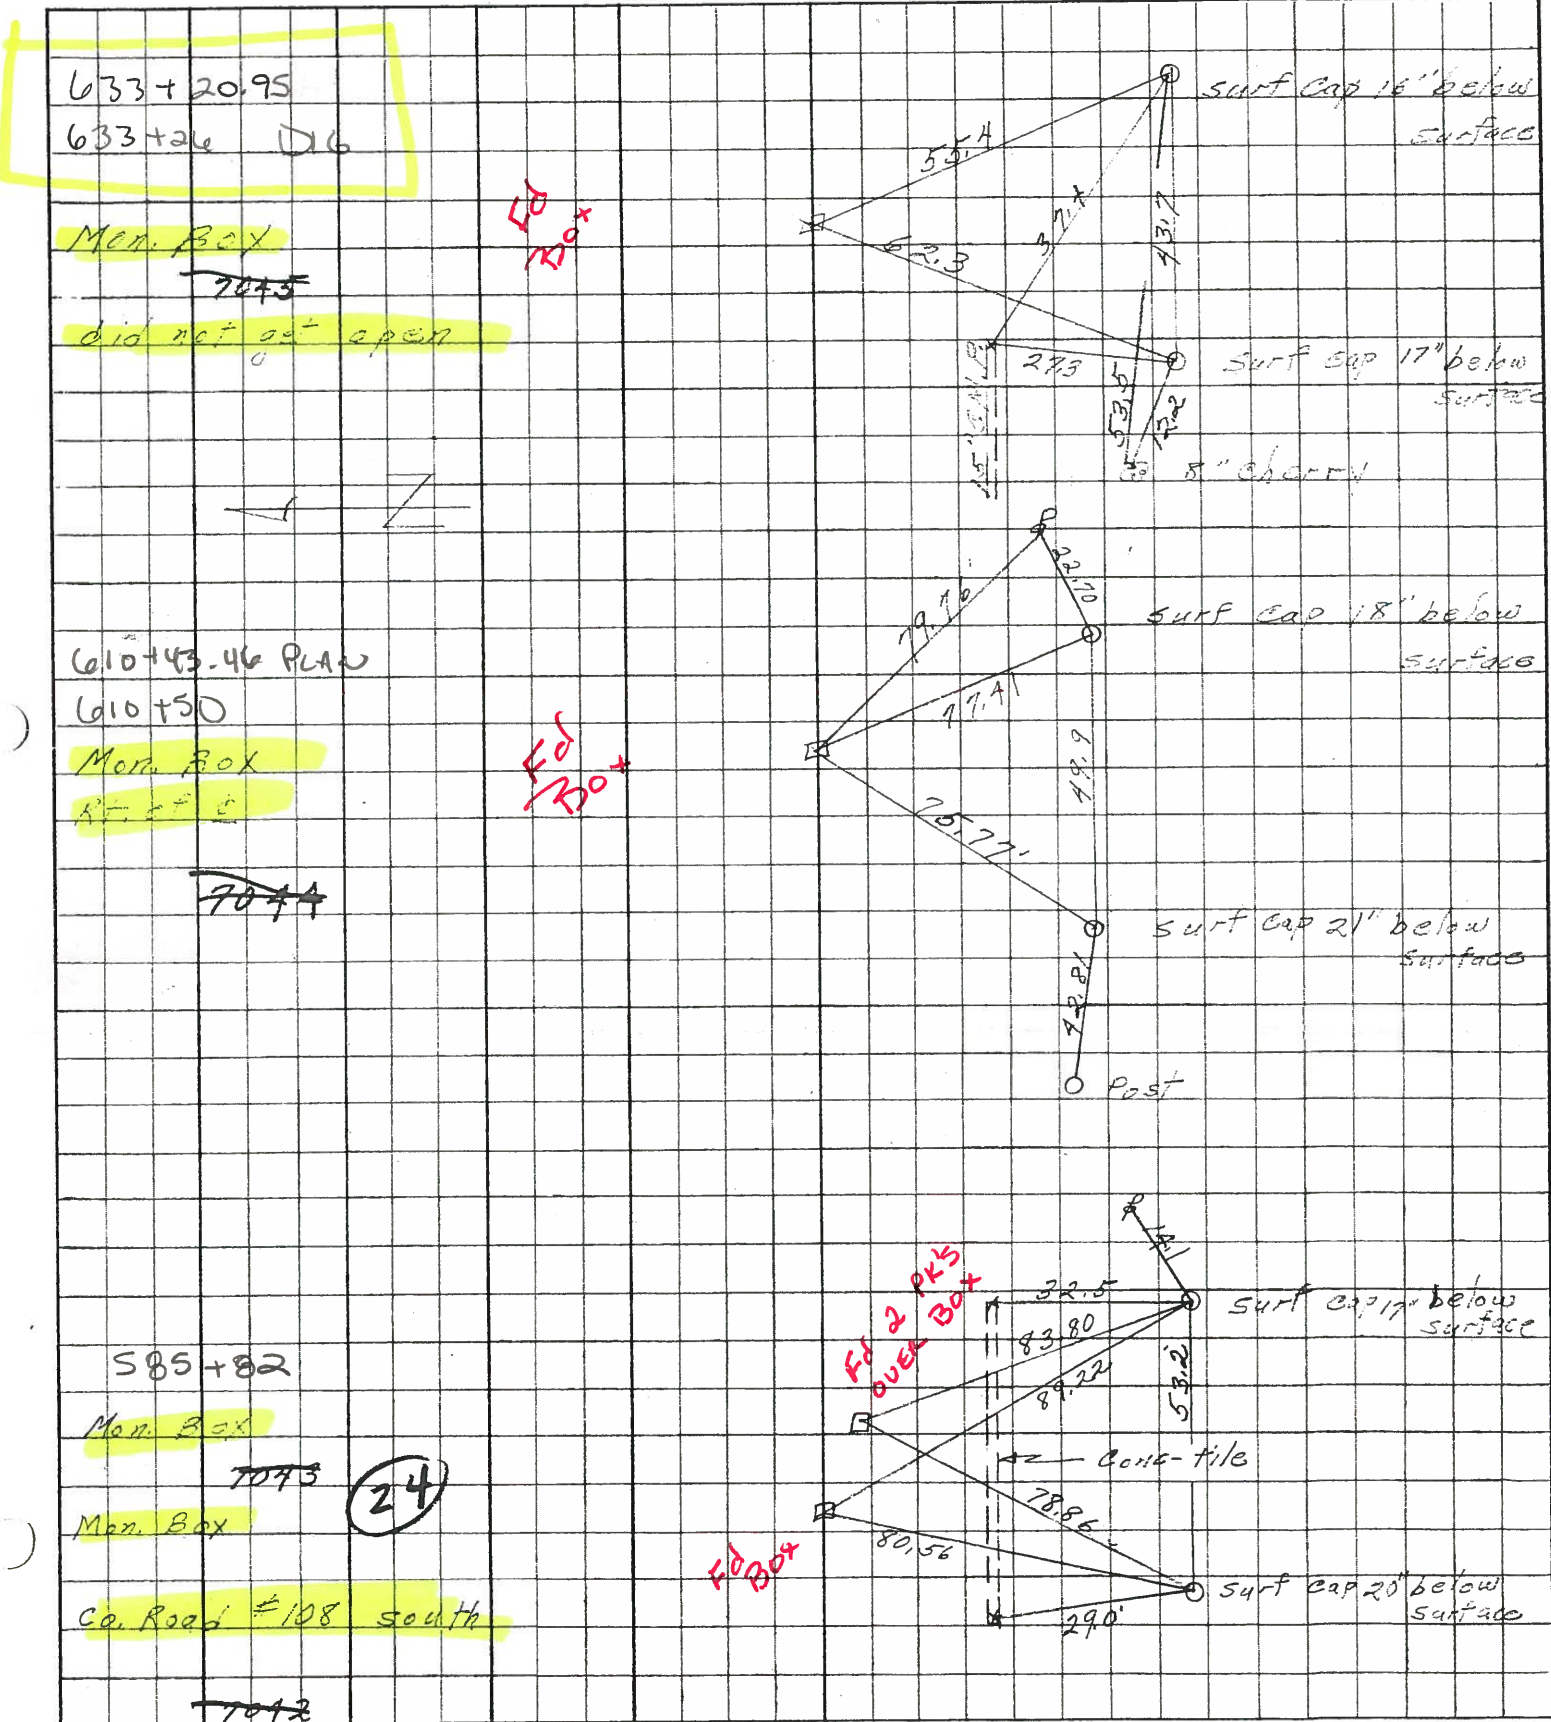 633+20.95
633+26 DIG
Mon. Box
7045
did not get open
Fd
Box
55.4
62.3
37.4
43.7
27.3
53.5
12.2
surf cap 16" below
surface
surf cap 17" below
surface
15" C.M.P.
8" cherry
N
610+43.46 PLAN
610+50
Mon. Box
Rt. of ℄
7044
Fd
Box
79.76
22.70
77.41
49.9
75.77'
42.81
surf cap 18" below
surface
surf cap 21" below
surface
Post
585+82
Mon. Box
7043
24
Mon. Box
Co. Road #108 south
7042
Fd 2 PK's
OVER BOX
Fd
Box
14.1
32.5
83.80
89.22
53.2'
Conc-tile
78.86
80.56
29.0'
surf cap 17" below
surface
surf cap 20" below
surface